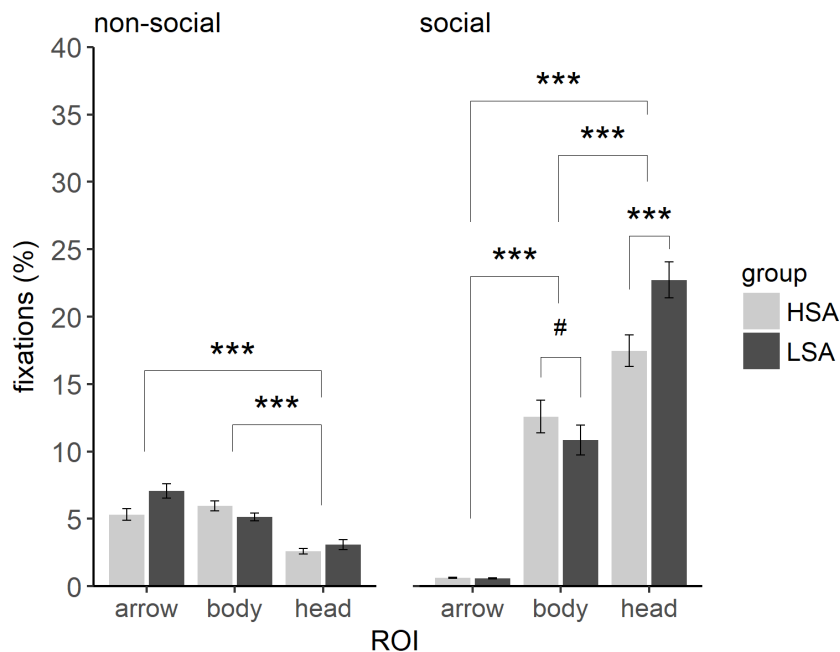 non-social
social
40
35
30
25
20
15
10
5
0
fixations (%)
***
***
***
***
***
***
#
group
HSA
LSA
arrow body head
arrow body head
ROI